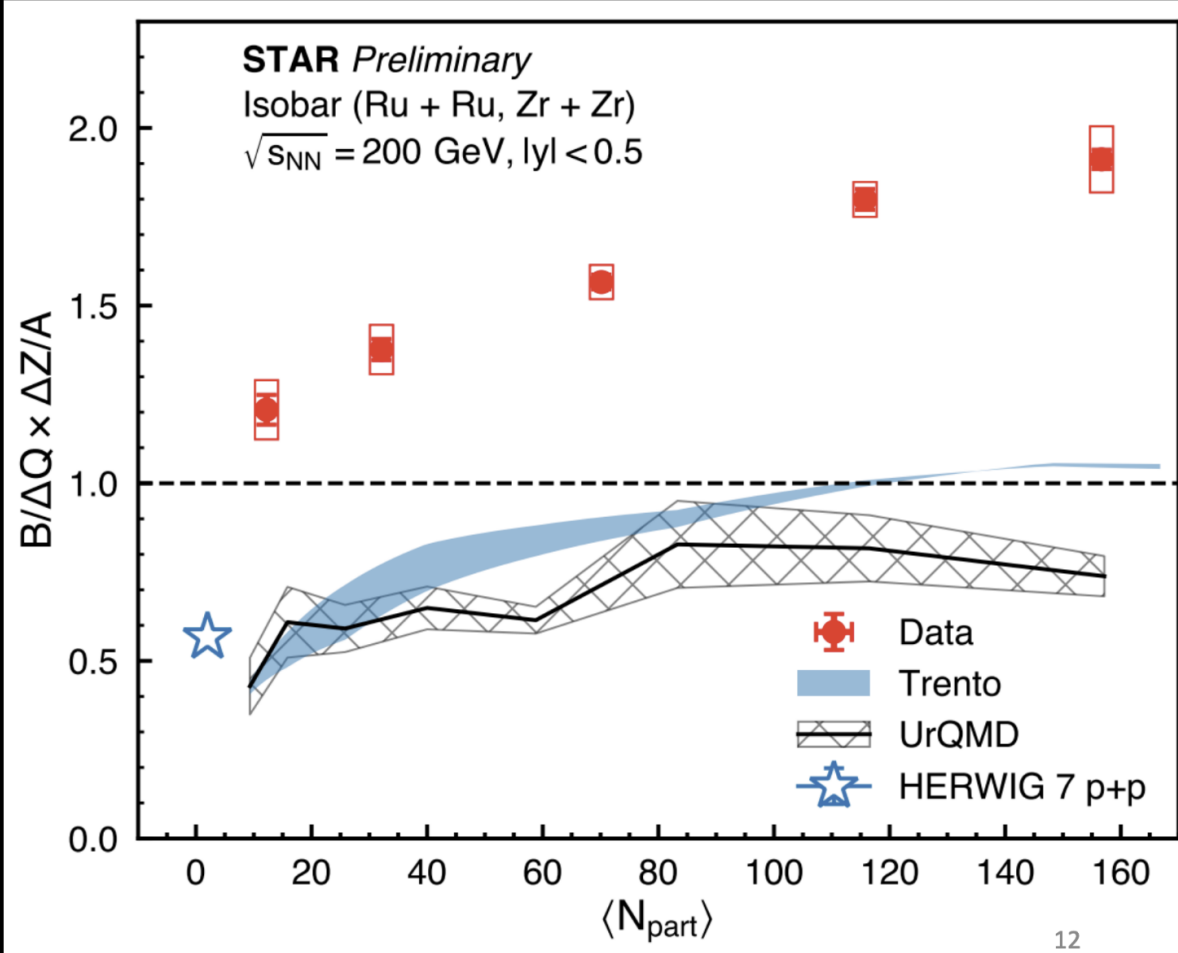 STAR Preliminary
Isobar (Ru + Ru, Zr + Zr)
√sNN = 200 GeV, |y| < 0.5
2.0
1.5
1.0
0.5
0.0
B/ΔQ × ΔZ/A
Data
Trento
UrQMD
HERWIG 7 p+p
0 20 40 60 80 100 120 140 160
⟨Npart⟩
12